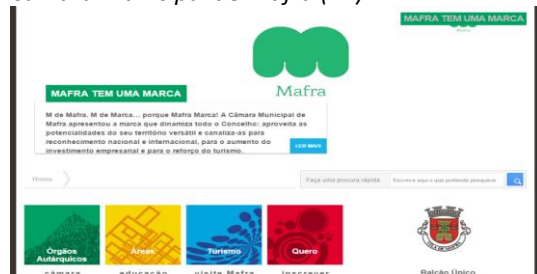 MAFRA TEM UMA MARCA
Mafra
MAFRA TEM UMA MARCA
M de Mafra. M de Marca... porque Mafra Marca! A Câmara Municipal de
Mafra apresentou a marca que dinamiza todo o Concelho: aproveita as
potencialidades do seu território versátil e canaliza-as para
reconhecimento nacional e internacional, para o aumento do
investimento empresarial e para o reforço do turismo.
LER MAIS
Home
Faça uma procura rápida
Escreva aqui o que pretende pesquisar
Órgãos
Autárquicos
Áreas
Turismo
Quero
câmara
educação
visite Mafra
inscrever
Balcão Único